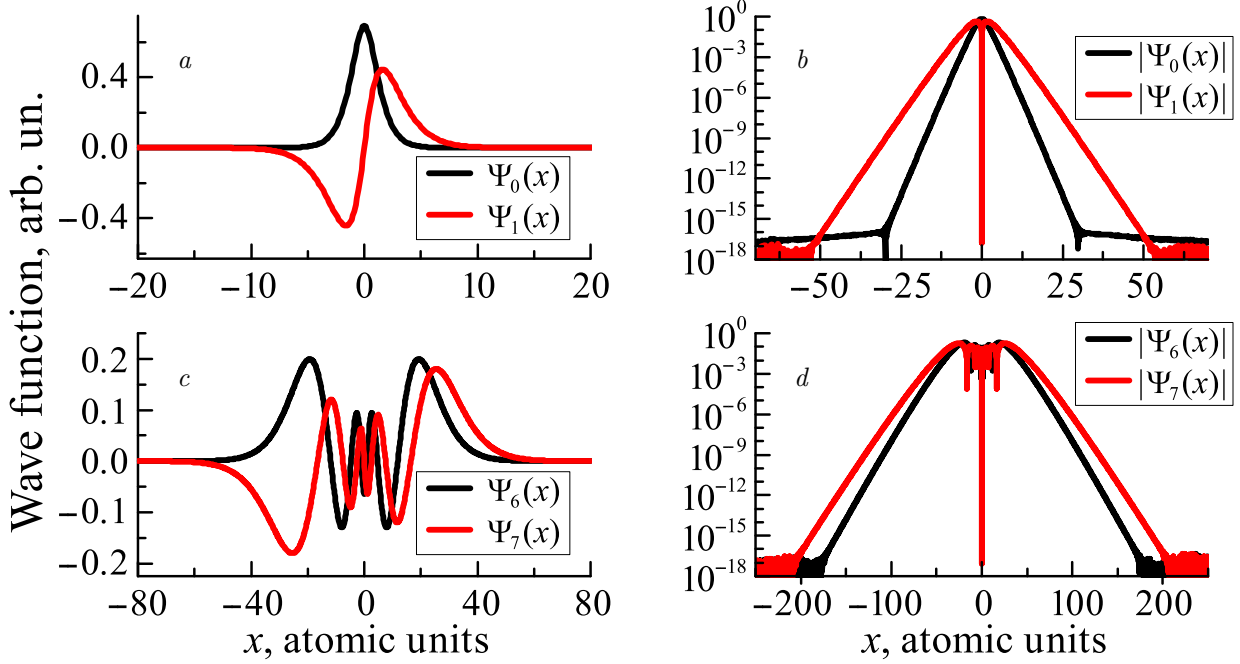 Wave function, arb. un.
a
0.4
0.0
−0.4
Ψ0(x)
Ψ1(x)
−20 −10 0 10 20
b
10^0
10^−3
10^−6
10^−9
10^−12
10^−15
10^−18
|Ψ0(x)|
|Ψ1(x)|
−50 −25 0 25 50
c
0.2
0.1
0.0
−0.1
−0.2
Ψ6(x)
Ψ7(x)
−80 −40 0 40 80
x, atomic units
d
10^0
10^−3
10^−6
10^−9
10^−12
10^−15
10^−18
|Ψ6(x)|
|Ψ7(x)|
−200 −100 0 100 200
x, atomic units